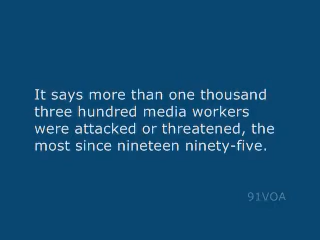 It says more than one thousand
three hundred media workers
were attacked or threatened, the
most since nineteen ninety-five.
91VOA